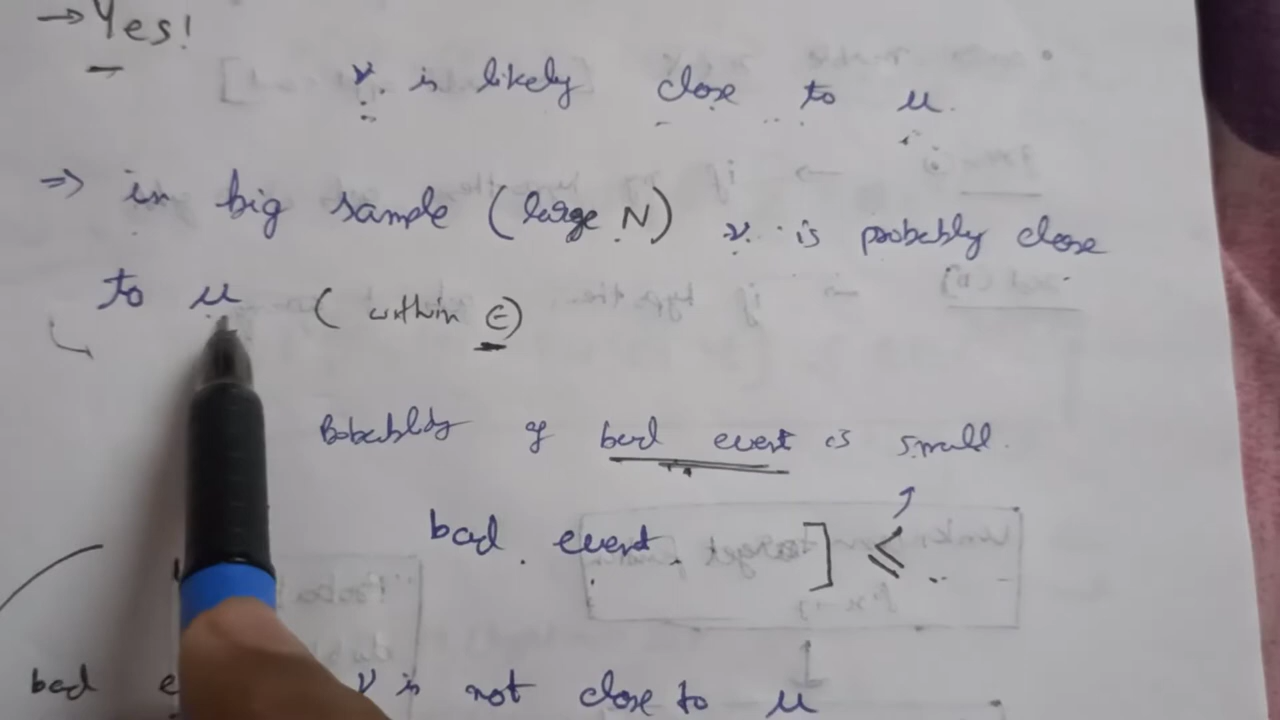 → Yes!
ν is likely close to μ.
⇒ in big sample (large N) ν is probably close
to μ (within ∈)
Probability of bad event is small.
bad event ] ≤
bad ν is not close to μ